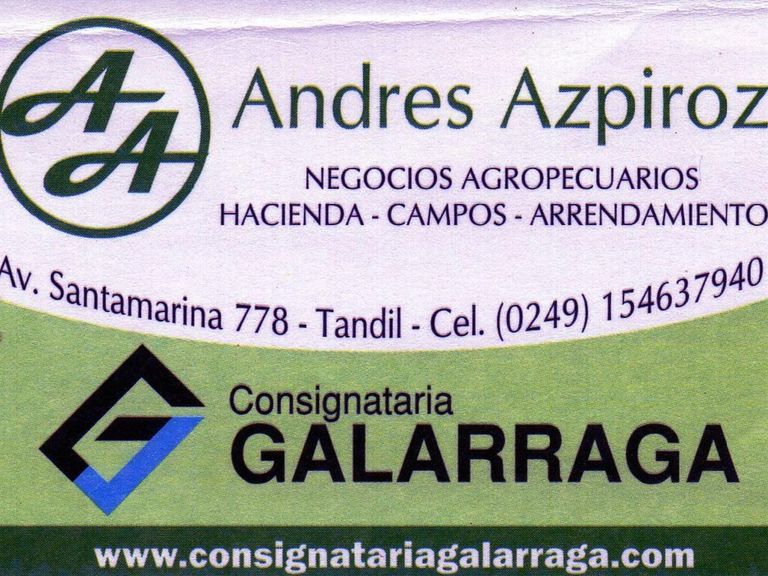 AA
Andres Azpiroz
NEGOCIOS AGROPECUARIOS
HACIENDA - CAMPOS - ARRENDAMIENTO
Av. Santamarina 778 - Tandil - Cel. (0249) 154637940
Consignataria
GALARRAGA
www.consignatariagalarraga.com